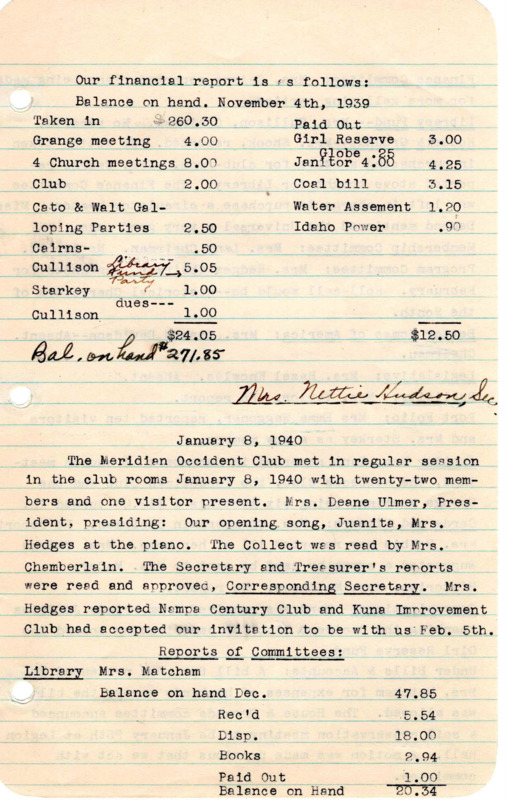 Our financial report is as follows:
Balance on hand. November 4th, 1939
Taken in $260.30 Paid Out
Grange meeting 4.00 Girl Reserve 3.00
Globe .25
4 Church meetings 8.00 Janitor 4.00 4.25
Club 2.00 Coal bill 3.15
Cato & Walt Gal- Water Assement 1.20
loping Parties 2.50 Idaho Power .90
Cairns- .50
Cullison Library Fund Party 5.05
Starkey 1.00
dues---
Cullison 1.00
$24.05 $12.50
Bal. on hand $271.85
Mrs. Nettie Hudson, Sec
January 8, 1940
The Meridian Occident Club met in regular session
in the club rooms January 8, 1940 with twenty-two mem-
bers and one visitor present. Mrs. Deane Ulmer, Pres-
ident, presiding: Our opening song, Juanita, Mrs.
Hedges at the piano. The Collect was read by Mrs.
Chamberlain. The Secretary and Treasurer's reports
were read and approved, Corresponding Secretary. Mrs.
Hedges reported Nampa Century Club and Kuna Improvement
Club had accepted our invitation to be with us Feb. 5th.
Reports of Committees:
Library Mrs. Matcham
Balance on hand Dec. 47.85
Rec'd 5.54
Disp. 18.00
Books 2.94
Paid Out 1.00
Balance on Hand 20.34